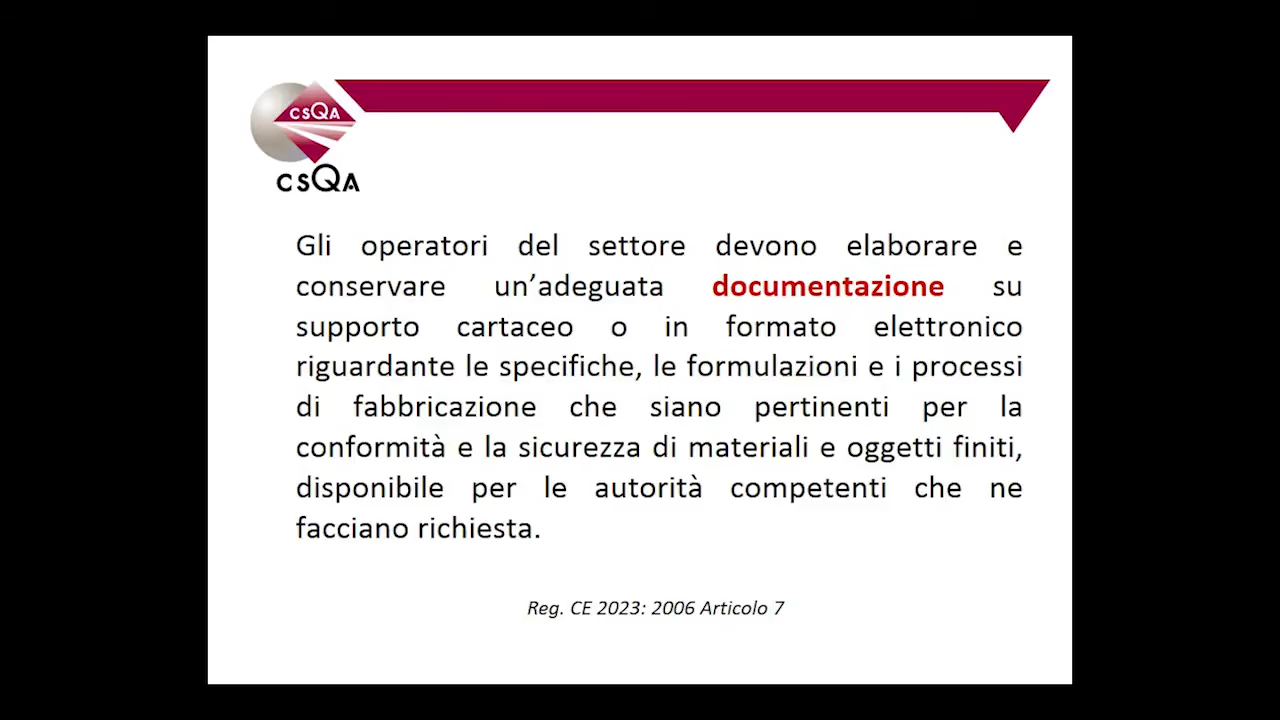 CSQA
CSQA
Gli operatori del settore devono elaborare e
conservare un’adeguata documentazione su
supporto cartaceo o in formato elettronico
riguardante le specifiche, le formulazioni e i processi
di fabbricazione che siano pertinenti per la
conformità e la sicurezza di materiali e oggetti finiti,
disponibile per le autorità competenti che ne
facciano richiesta.
Reg. CE 2023: 2006 Articolo 7